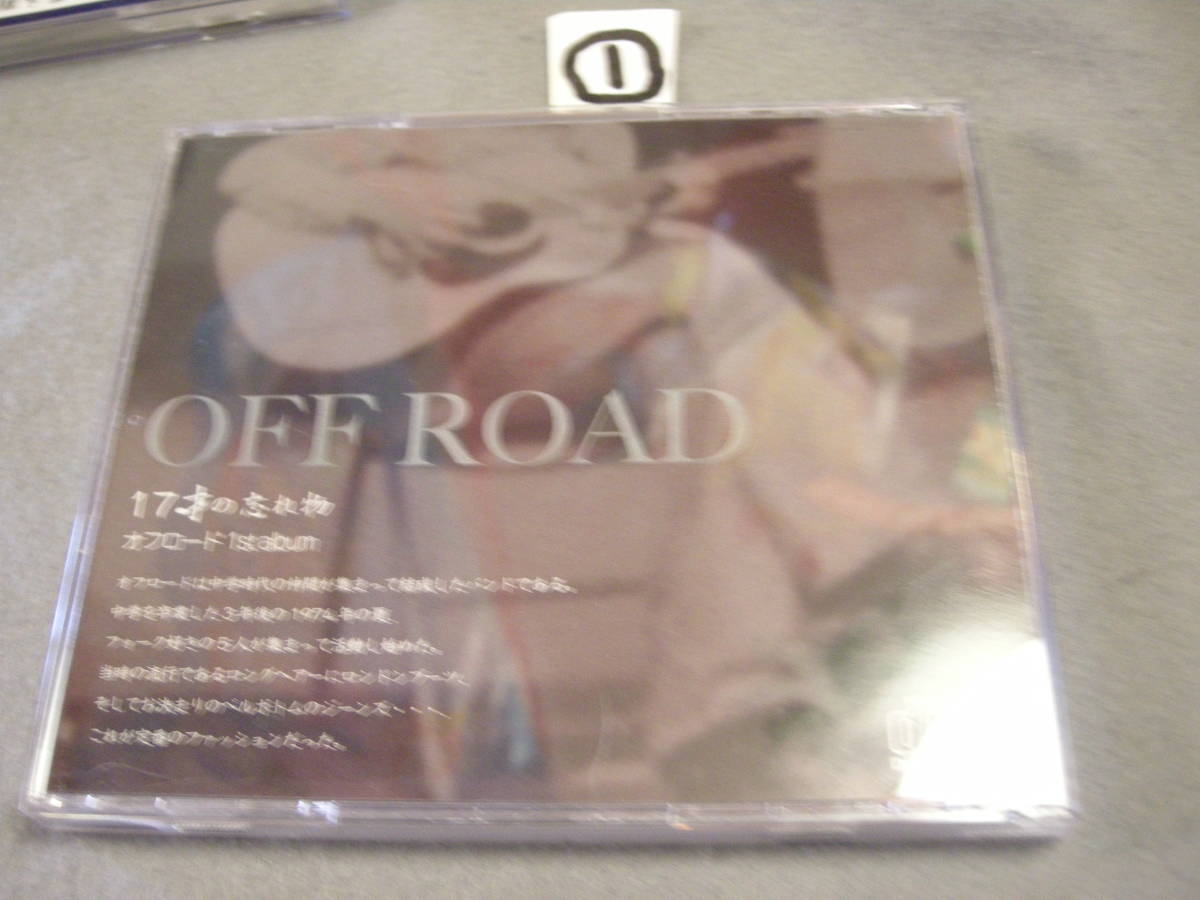 ①
OFF ROAD
17才の忘れ物
オフロード 1st album
オフロードは中学時代の仲間が集まって結成したバンドである。
中学を卒業した3年後の1974年の夏、
フォーク好きの5人が集まって活動し始めた。
当時の流行であるロングヘアーにロンドンブーツ、
そしてお決まりのベルボトムのジーンズ・・・、
これが定番のファッションだった。